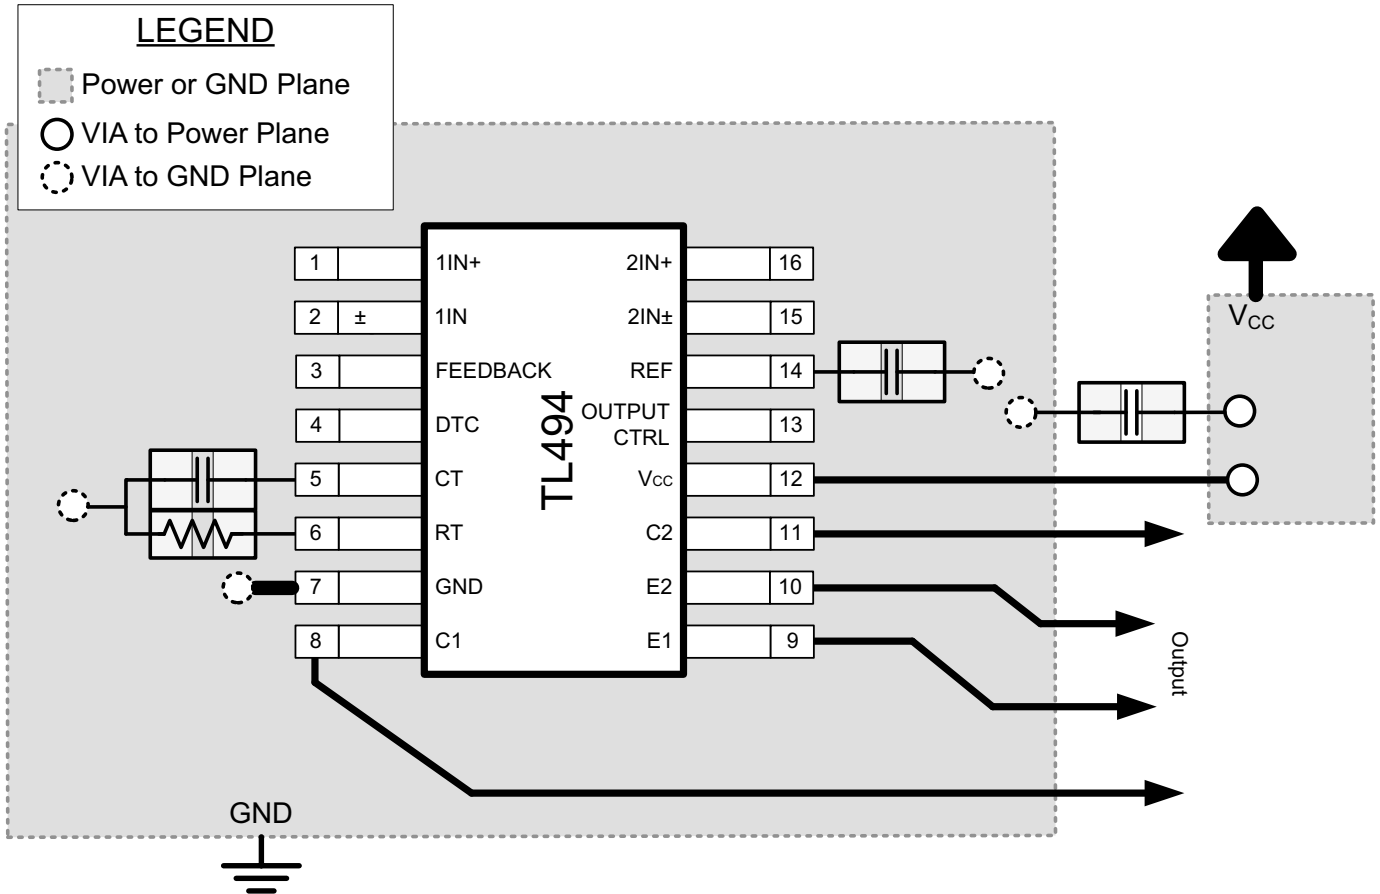 LEGEND
Power or GND Plane
VIA to Power Plane
VIA to GND Plane
1 1IN+
2 ± 1IN
3 FEEDBACK
4 DTC
5 CT
6 RT
7 GND
8 C1
TL494
2IN+ 16
2IN± 15
REF 14
OUTPUT
CTRL 13
Vcc 12
C2 11
E2 10
E1 9
VCC
Output
GND